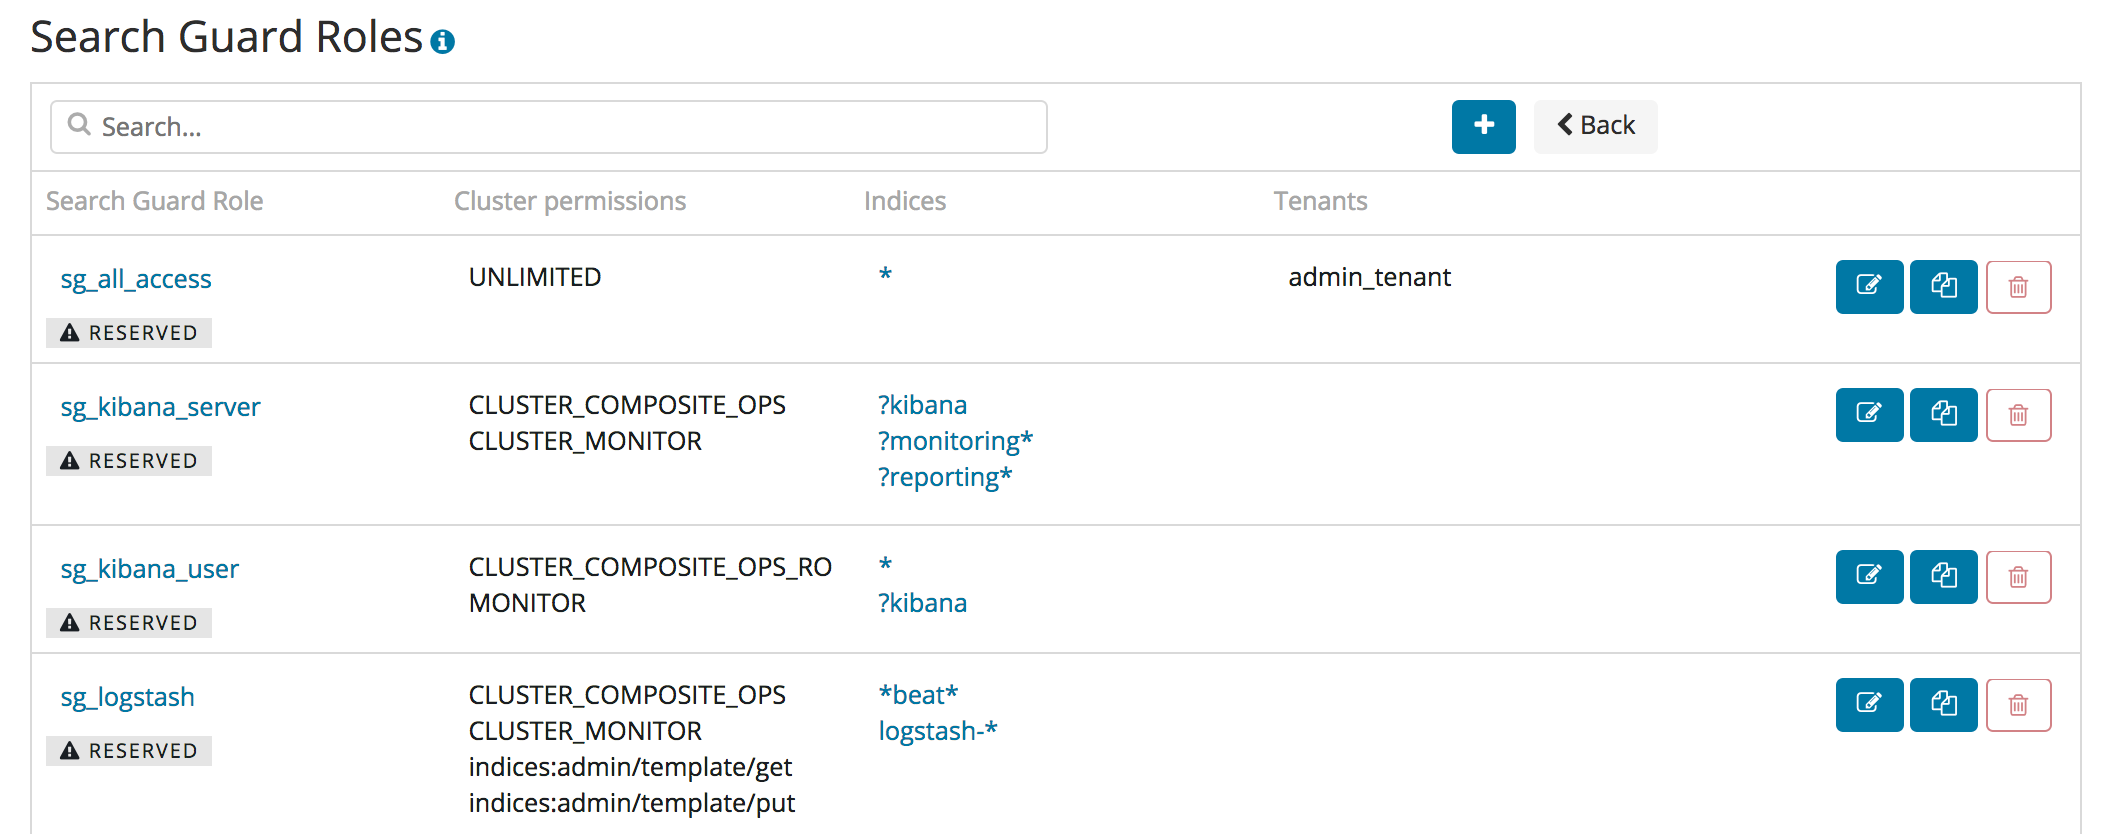 Search Guard Roles
Search...
Back
Search Guard Role Cluster permissions Indices Tenants
sg_all_access UNLIMITED * admin_tenant
RESERVED
sg_kibana_server CLUSTER_COMPOSITE_OPS ?kibana
CLUSTER_MONITOR ?monitoring*
RESERVED
?reporting*
sg_kibana_user CLUSTER_COMPOSITE_OPS_RO *
MONITOR ?kibana
RESERVED
sg_logstash CLUSTER_COMPOSITE_OPS *beat*
CLUSTER_MONITOR logstash-*
RESERVED
indices:admin/template/get
indices:admin/template/put